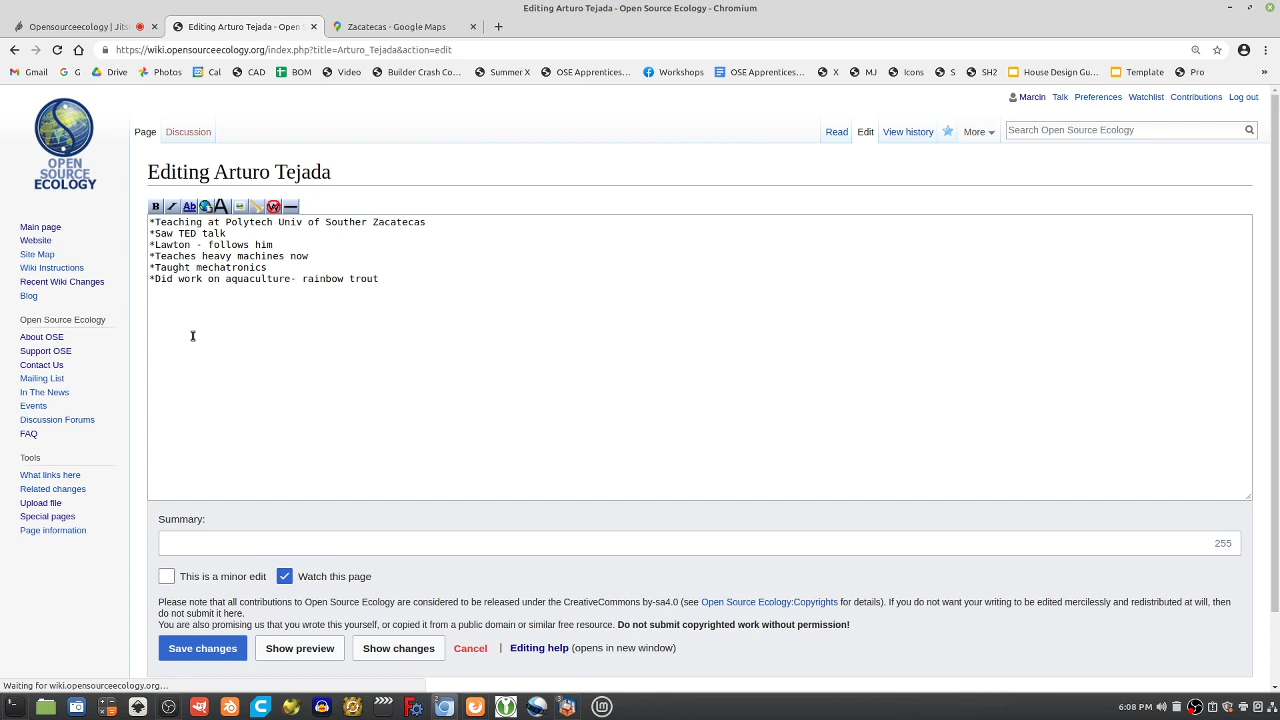 Editing Arturo Tejada - Open Source Ecology - Chromium
Opensourceecology | Jits
Editing Arturo Tejada - Open S
Zacatecas - Google Maps
https://wiki.opensourceecology.org/index.php?title=Arturo_Tejada&action=edit
Gmail G Drive Photos Cal CAD BOM Video Builder Crash Co... Summer X OSE Apprentices... Workshops OSE Apprentices... X MJ Icons S SH2 House Design Gu... Template Pro »
Marcin Talk Preferences Watchlist Contributions Log out
Page Discussion Read Edit View history More Search Open Source Ecology
OPEN
SOURCE
ECOLOGY
Main page
Website
Site Map
Wiki Instructions
Recent Wiki Changes
Blog
Open Source Ecology
About OSE
Support OSE
Contact Us
Mailing List
In The News
Events
Discussion Forums
FAQ
Tools
What links here
Related changes
Upload file
Special pages
Page information
Editing Arturo Tejada
B I Ab A
*Teaching at Polytech Univ of Souther Zacatecas
*Saw TED talk
*Lawton - follows him
*Teaches heavy machines now
*Taught mechatronics
*Did work on aquaculture- rainbow trout
Summary:
255
This is a minor edit Watch this page
Please note that all contributions to Open Source Ecology are considered to be released under the CreativeCommons by-sa4.0 (see Open Source Ecology:Copyrights for details). If you do not want your writing to be edited mercilessly and redistributed at will, then
do not submit it here.
You are also promising us that you wrote this yourself, or copied it from a public domain or similar free resource. Do not submit copyrighted work without permission!
Save changes Show preview Show changes Cancel | Editing help (opens in new window)
Waiting for wiki.opensourceecology.org...
6:08 PM